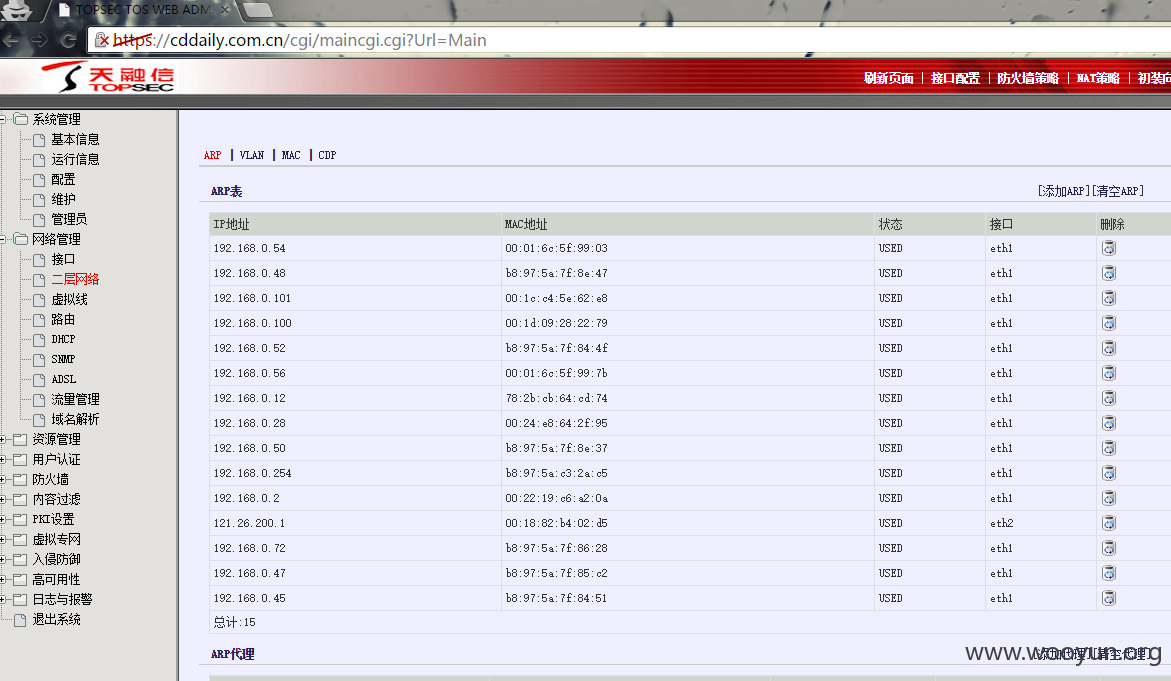 TOPSEC TOS WEB ADM
https://cddaily.com.cn/cgi/maincgi.cgi?Url=Main
天融信
TOPSEC
刷新页面 | 接口配置 | 防火墙策略 | NAT策略 | 初装向
系统管理
基本信息
运行信息
配置
维护
管理员
网络管理
接口
二层网络
虚拟线
路由
DHCP
SNMP
ADSL
流量管理
域名解析
资源管理
用户认证
防火墙
内容过滤
PKI设置
虚拟专网
入侵防御
高可用性
日志与报警
退出系统
ARP | VLAN | MAC | CDP
ARP表 [添加ARP][清空ARP]
IP地址 MAC地址 状态 接口 删除
192.168.0.54 00:01:6c:5f:99:03 USED eth1
192.168.0.48 b8:97:5a:7f:8e:47 USED eth1
192.168.0.101 00:1c:c4:5e:62:e8 USED eth1
192.168.0.100 00:1d:09:28:22:79 USED eth1
192.168.0.52 b8:97:5a:7f:84:4f USED eth1
192.168.0.56 00:01:6c:5f:99:7b USED eth1
192.168.0.12 78:2b:cb:64:cd:74 USED eth1
192.168.0.28 00:24:e8:64:2f:95 USED eth1
192.168.0.50 b8:97:5a:7f:8e:37 USED eth1
192.168.0.254 b8:97:5a:c3:2a:c5 USED eth1
192.168.0.2 00:22:19:c6:a2:0a USED eth1
121.26.200.1 00:18:82:b4:02:d5 USED eth2
192.168.0.72 b8:97:5a:7f:86:28 USED eth1
192.168.0.47 b8:97:5a:7f:85:c2 USED eth1
192.168.0.45 b8:97:5a:7f:84:51 USED eth1
总计:15
ARP代理 [添加代理][清空代理]
www.wooyun.org